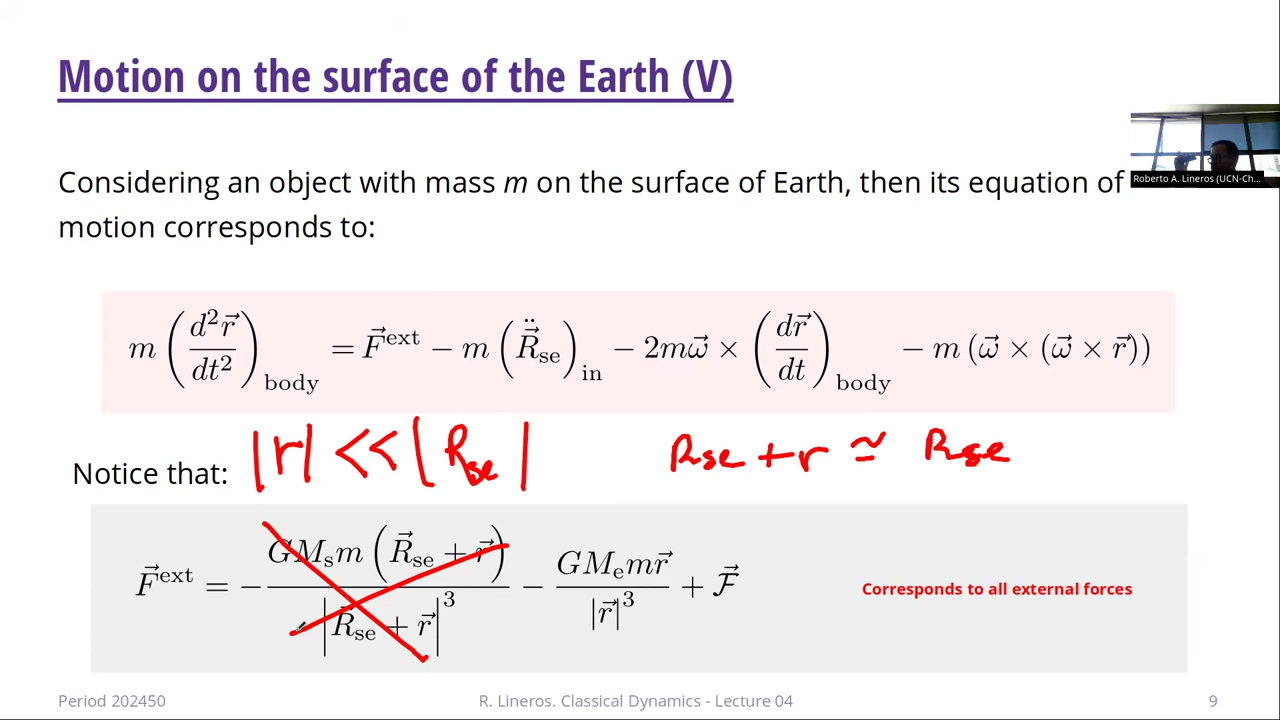 Motion on the surface of the Earth (V)
Roberto A. Lineros (UCN-Ch...
Considering an object with mass m on the surface of Earth, then its equation of
motion corresponds to:
m (d²r⃗/dt²)_body = F⃗^ext − m (R̈⃗_se)_in − 2mω⃗ × (dr⃗/dt)_body − m (ω⃗ × (ω⃗ × r⃗))
Notice that: |r| << |Rse| Rse + r ≅ Rse
F⃗^ext = − GM_s m (R⃗_se + r⃗) / |R⃗_se + r⃗|³ − GM_e m r⃗ / |r⃗|³ + ℱ⃗
Corresponds to all external forces
Period 202450 R. Lineros. Classical Dynamics - Lecture 04 9